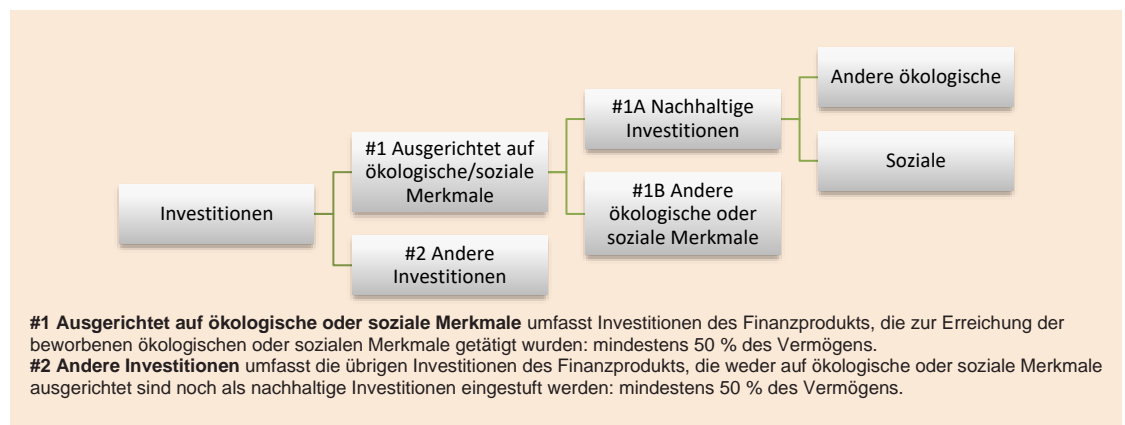 Andere ökologische
#1A Nachhaltige
Investitionen
#1 Ausgerichtet auf
ökologische/soziale
Merkmale
Soziale
Investitionen
#1B Andere
ökologische oder
soziale Merkmale
#2 Andere
Investitionen
#1 Ausgerichtet auf ökologische oder soziale Merkmale umfasst Investitionen des Finanzprodukts, die zur Erreichung der
beworbenen ökologischen oder sozialen Merkmale getätigt wurden: mindestens 50 % des Vermögens.
#2 Andere Investitionen umfasst die übrigen Investitionen des Finanzprodukts, die weder auf ökologische oder soziale Merkmale
ausgerichtet sind noch als nachhaltige Investitionen eingestuft werden: mindestens 50 % des Vermögens.